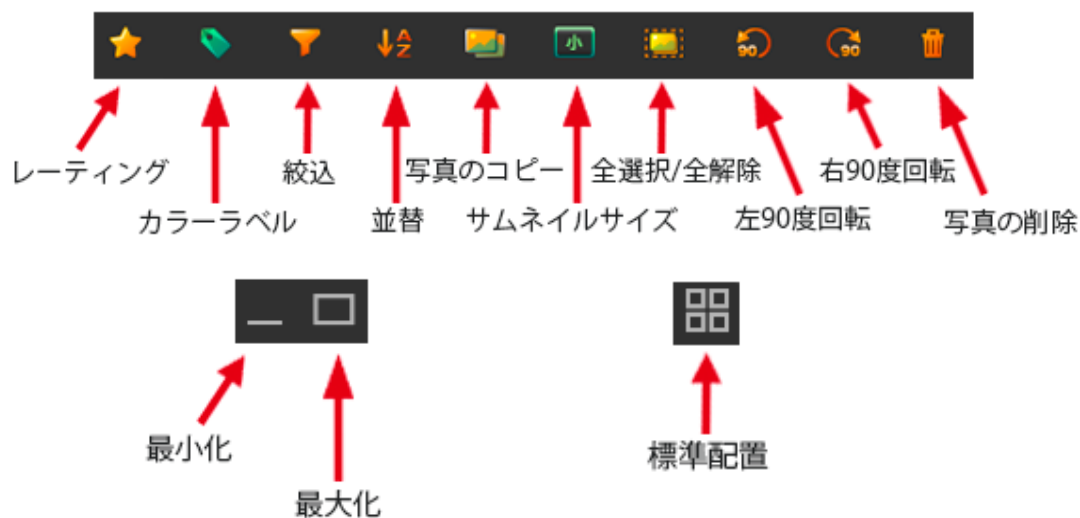 A
Z
小
90
90
レーティング
絞込
写真のコピー
全選択/全解除
右90度回転
カラーラベル
並替
サムネイルサイズ
左90度回転
写真の削除
最小化
標準配置
最大化